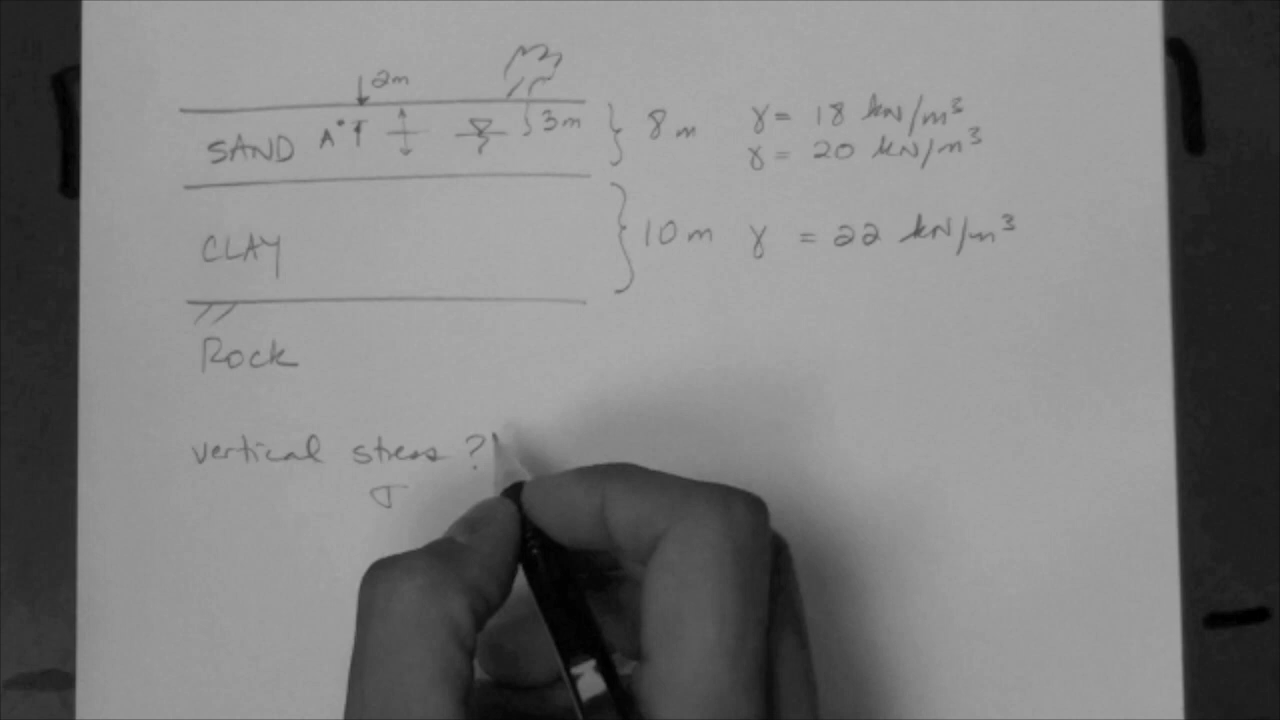 2m
3m
8m γ = 18 kN/m³
SAND A
γ = 20 kN/m³
CLAY 10m γ = 22 kN/m³
Rock
vertical stress ?
σ